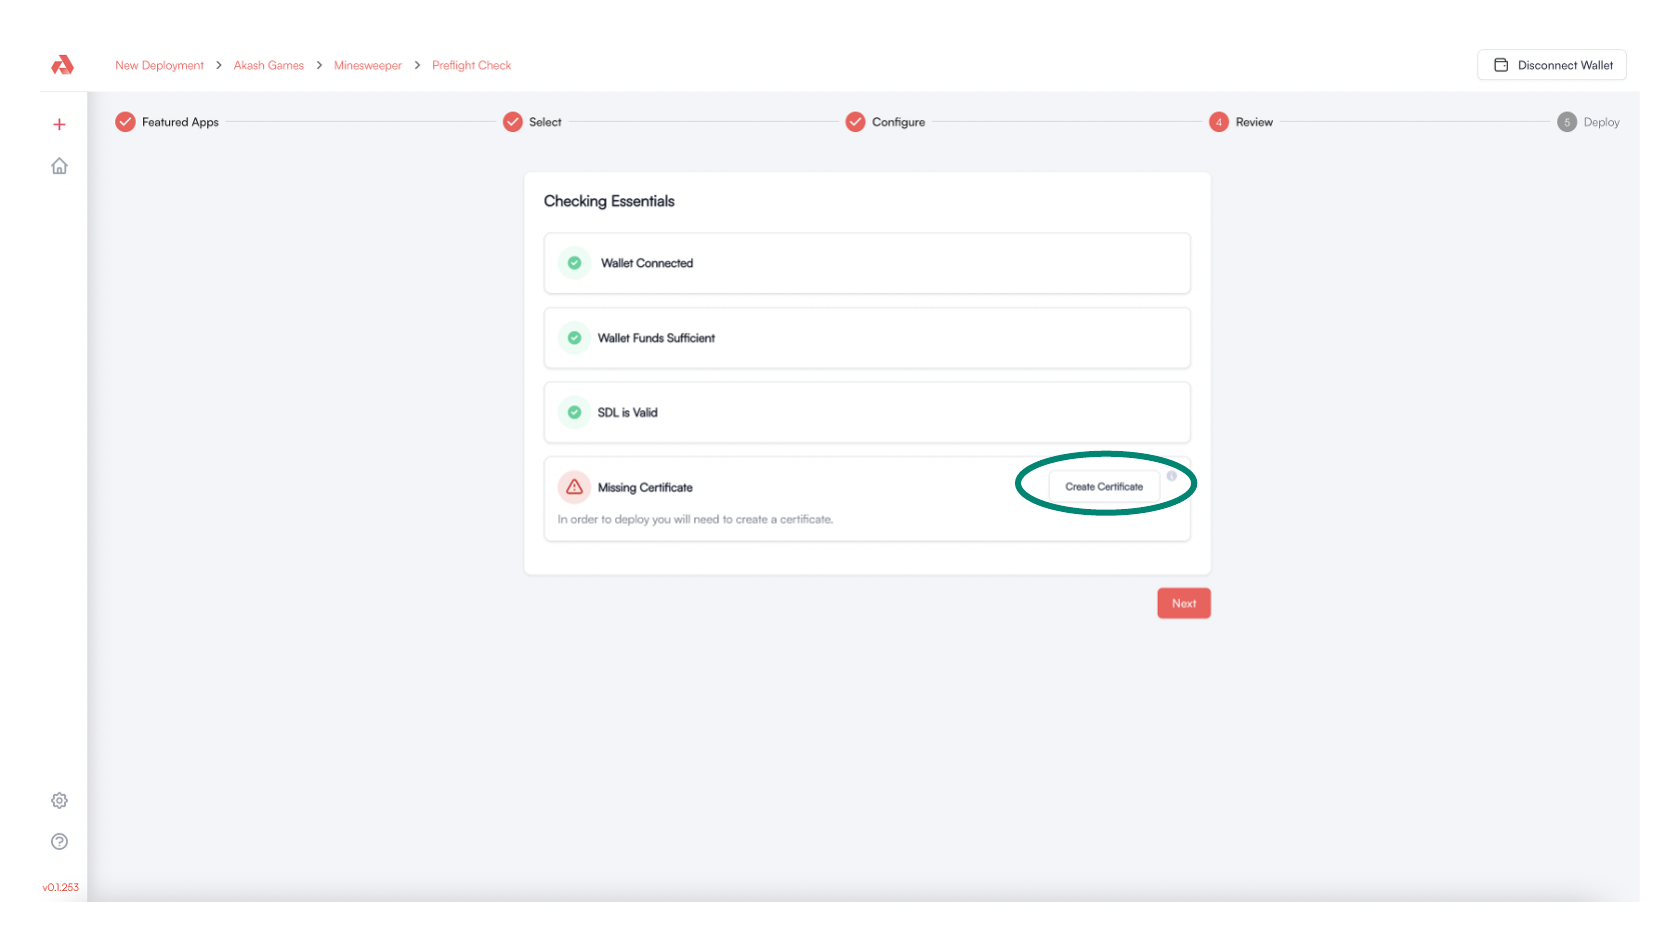 New Deployment > Akash Games > Minesweeper > Preflight Check
Disconnect Wallet
Featured Apps
Select
Configure
4 Review
5 Deploy
Checking Essentials
Wallet Connected
Wallet Funds Sufficient
SDL is Valid
Missing Certificate
Create Certificate
In order to deploy you will need to create a certificate.
Next
v0.1.253